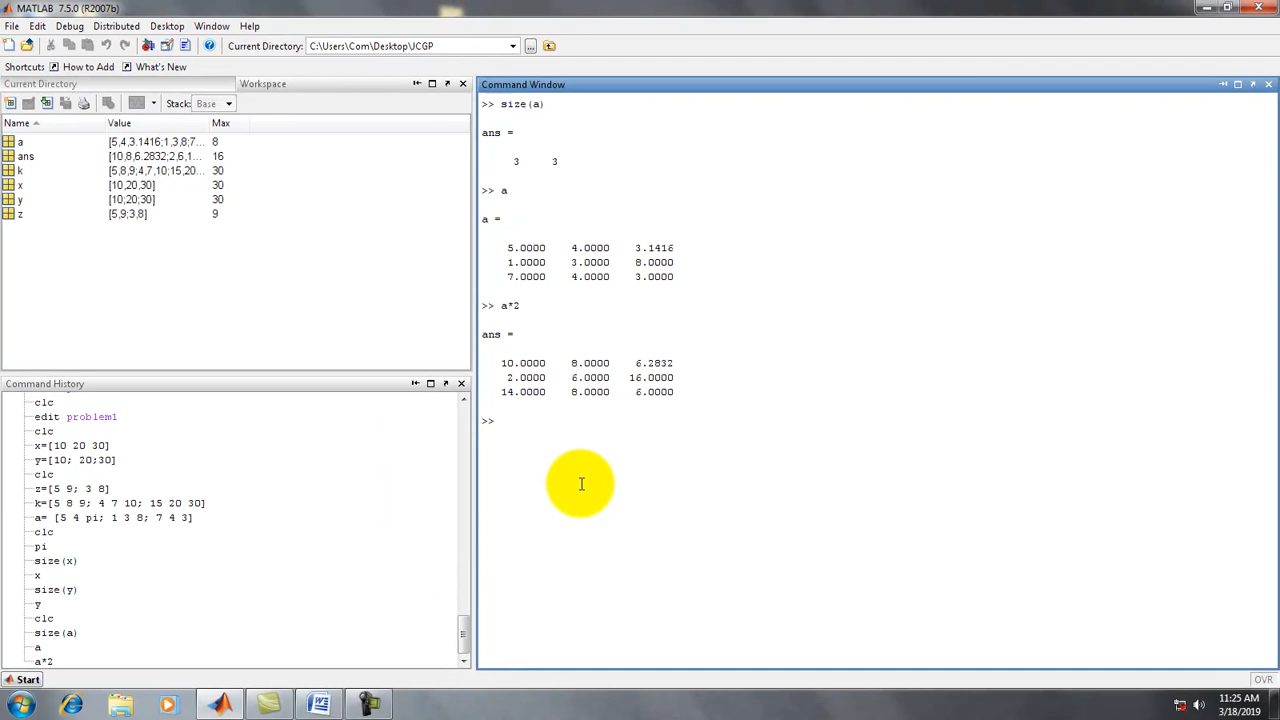 MATLAB 7.5.0 (R2007b)
File Edit Debug Distributed Desktop Window Help
Current Directory: C:\Users\Com\Desktop\JCGP
Shortcuts How to Add What's New
Current Directory Workspace
Stack: Base
Name Value Max
a [5,4,3.1416;1,3,8;7... 8
ans [10,8,6.2832;2,6,1... 16
k [5,8,9;4,7,10;15,20... 30
x [10,20,30] 30
y [10;20;30] 30
z [5,9;3,8] 9
Command History
clc
edit problem1
clc
x=[10 20 30]
y=[10; 20;30]
clc
z=[5 9; 3 8]
k=[5 8 9; 4 7 10; 15 20 30]
a= [5 4 pi; 1 3 8; 7 4 3]
clc
pi
size(x)
x
size(y)
y
clc
size(a)
a
a*2
Command Window
>> size(a)
ans =
3 3
>> a
a =
5.0000 4.0000 3.1416
1.0000 3.0000 8.0000
7.0000 4.0000 3.0000
>> a*2
ans =
10.0000 8.0000 6.2832
2.0000 6.0000 16.0000
14.0000 8.0000 6.0000
>>
Start
OVR
11:25 AM
3/18/2019